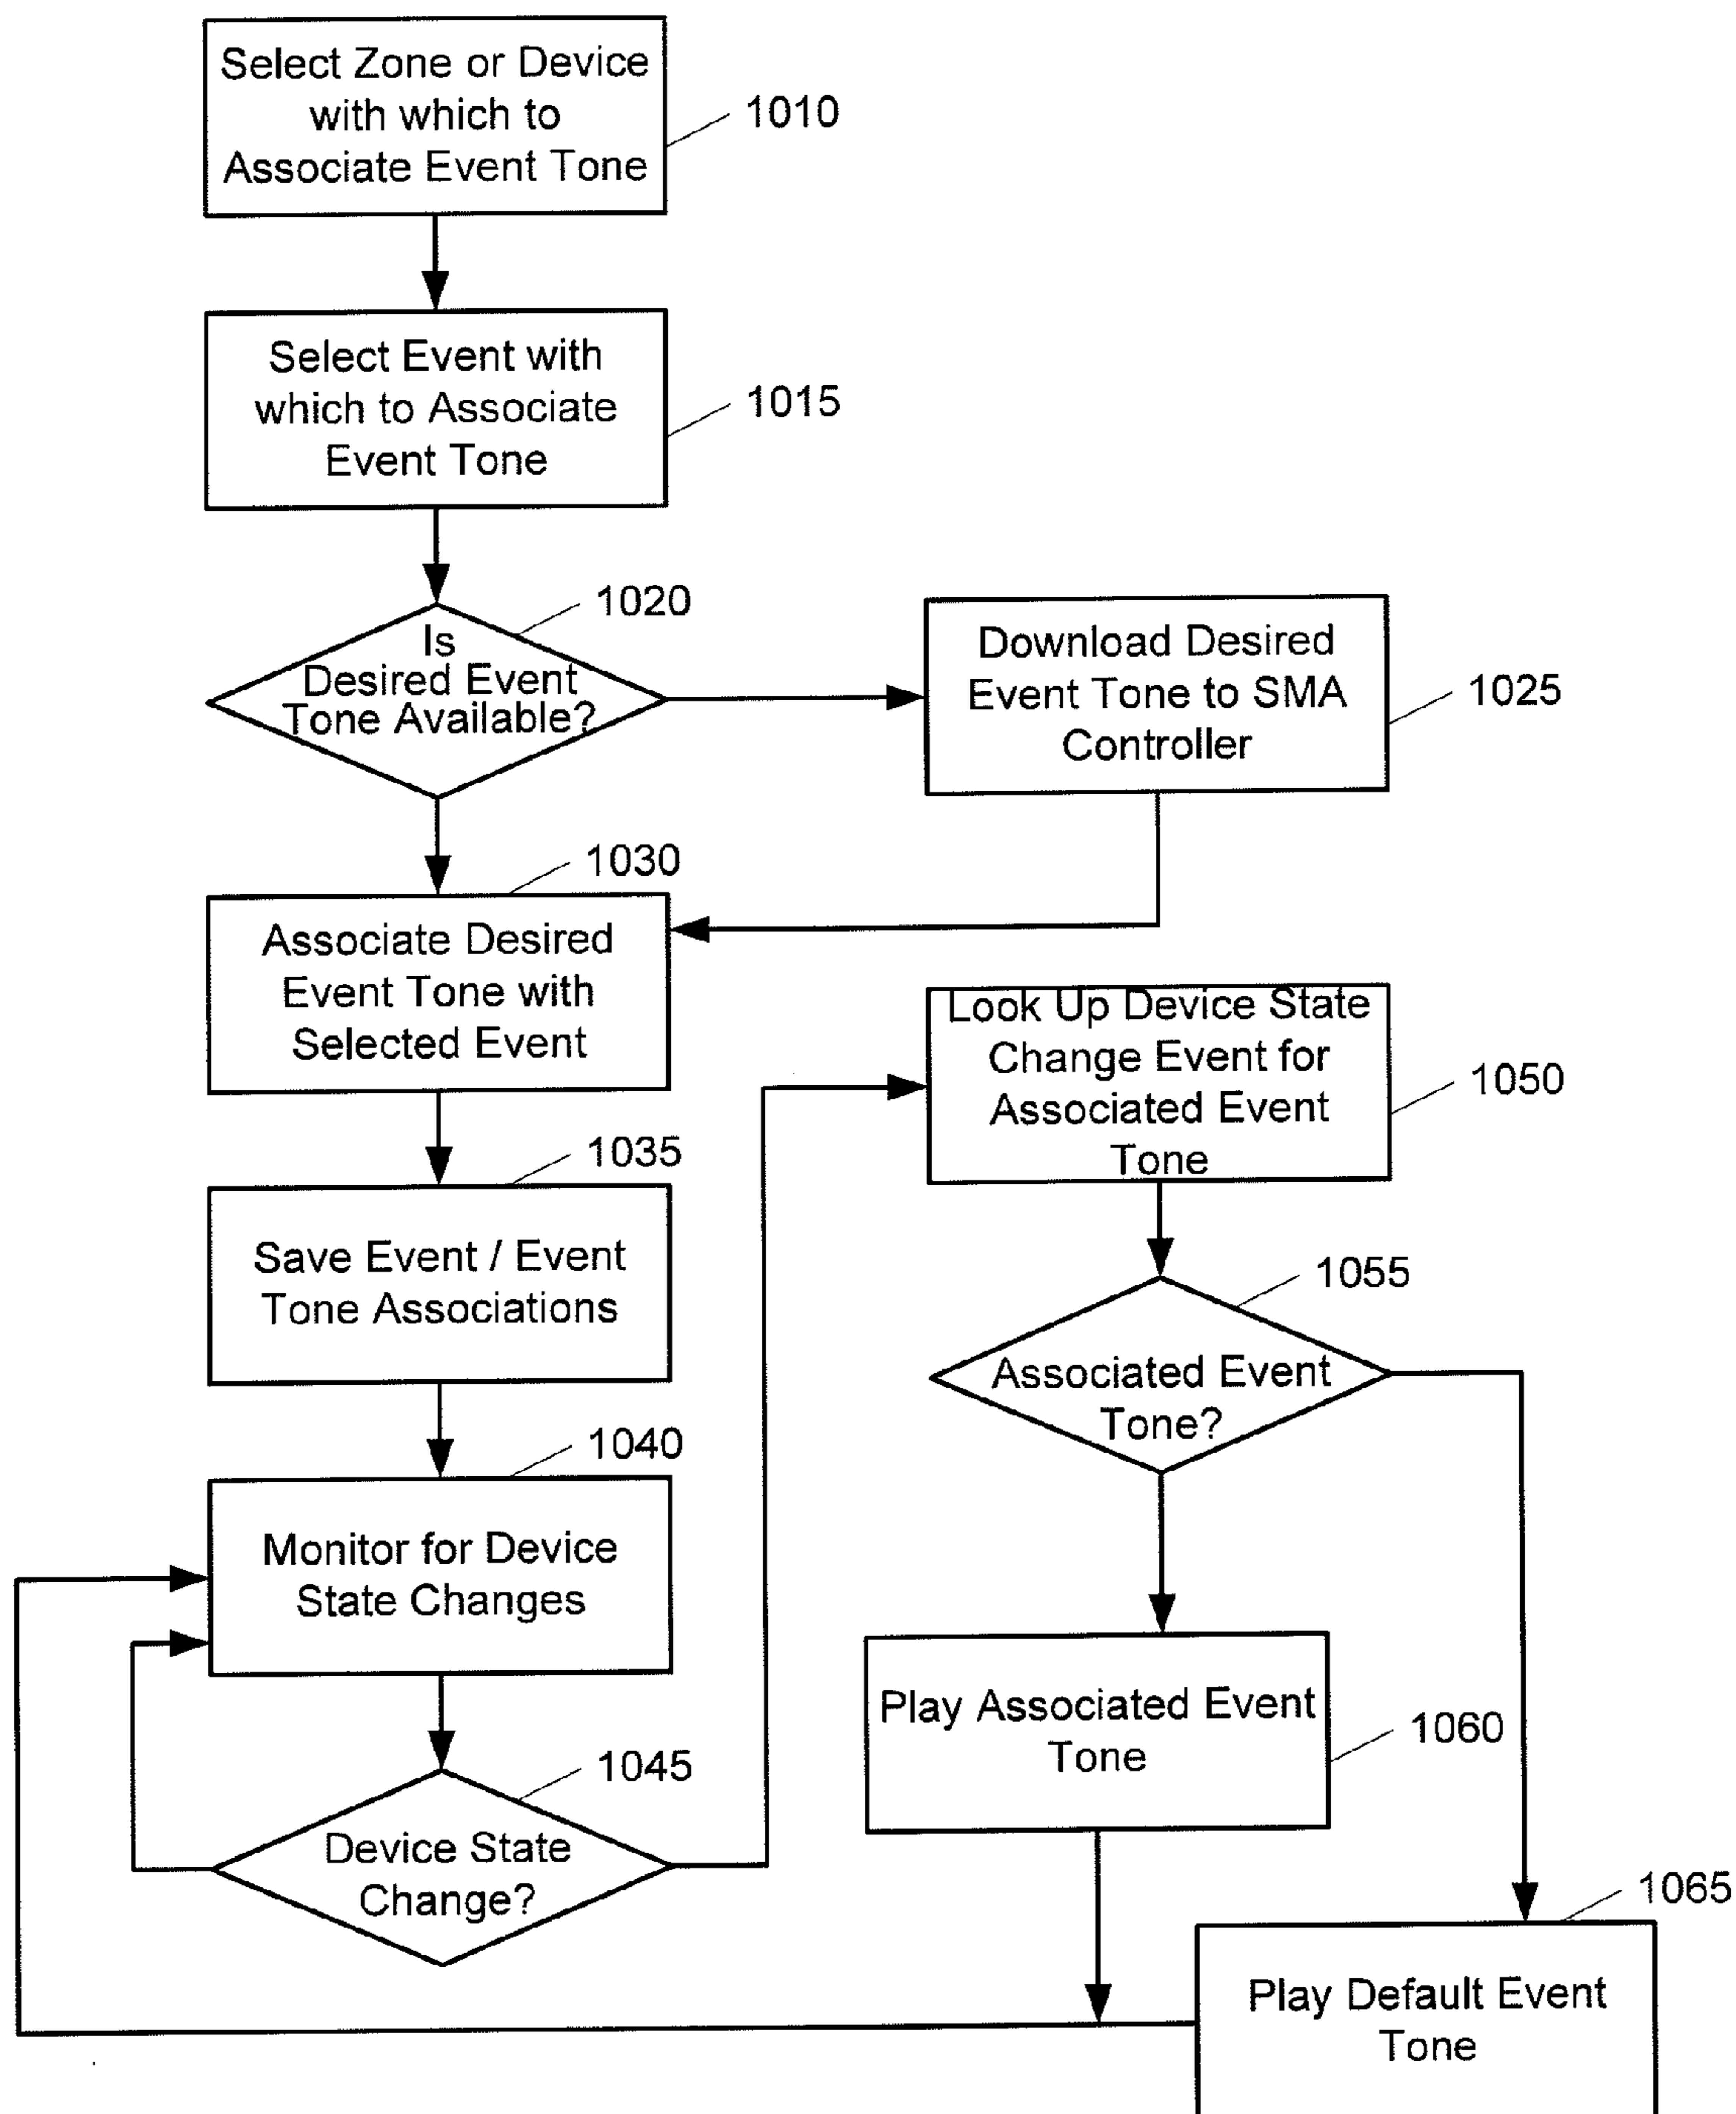 Select Zone or Device
with which to
Associate Event Tone
1010
Select Event with
which to Associate
Event Tone
1015
1020
Is
Desired Event
Tone Available?
Download Desired
Event Tone to SMA
Controller
1025
1030
Associate Desired
Event Tone with
Selected Event
1035
Save Event / Event
Tone Associations
1040
Monitor for Device
State Changes
1045
Device State
Change?
Look Up Device State
Change Event for
Associated Event
Tone
1050
1055
Associated Event
Tone?
Play Associated Event
Tone
1060
1065
Play Default Event
Tone